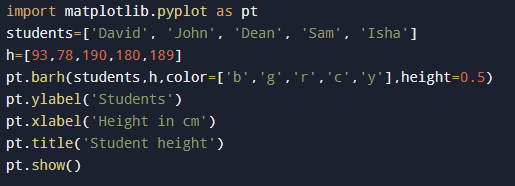 import matplotlib.pyplot as pt
students=['David', 'John', 'Dean', 'Sam', 'Isha']
h=[93,78,190,180,189]
pt.barh(students,h,color=['b','g','r','c','y'],height=0.5)
pt.ylabel('Students')
pt.xlabel('Height in cm')
pt.title('Student height')
pt.show()